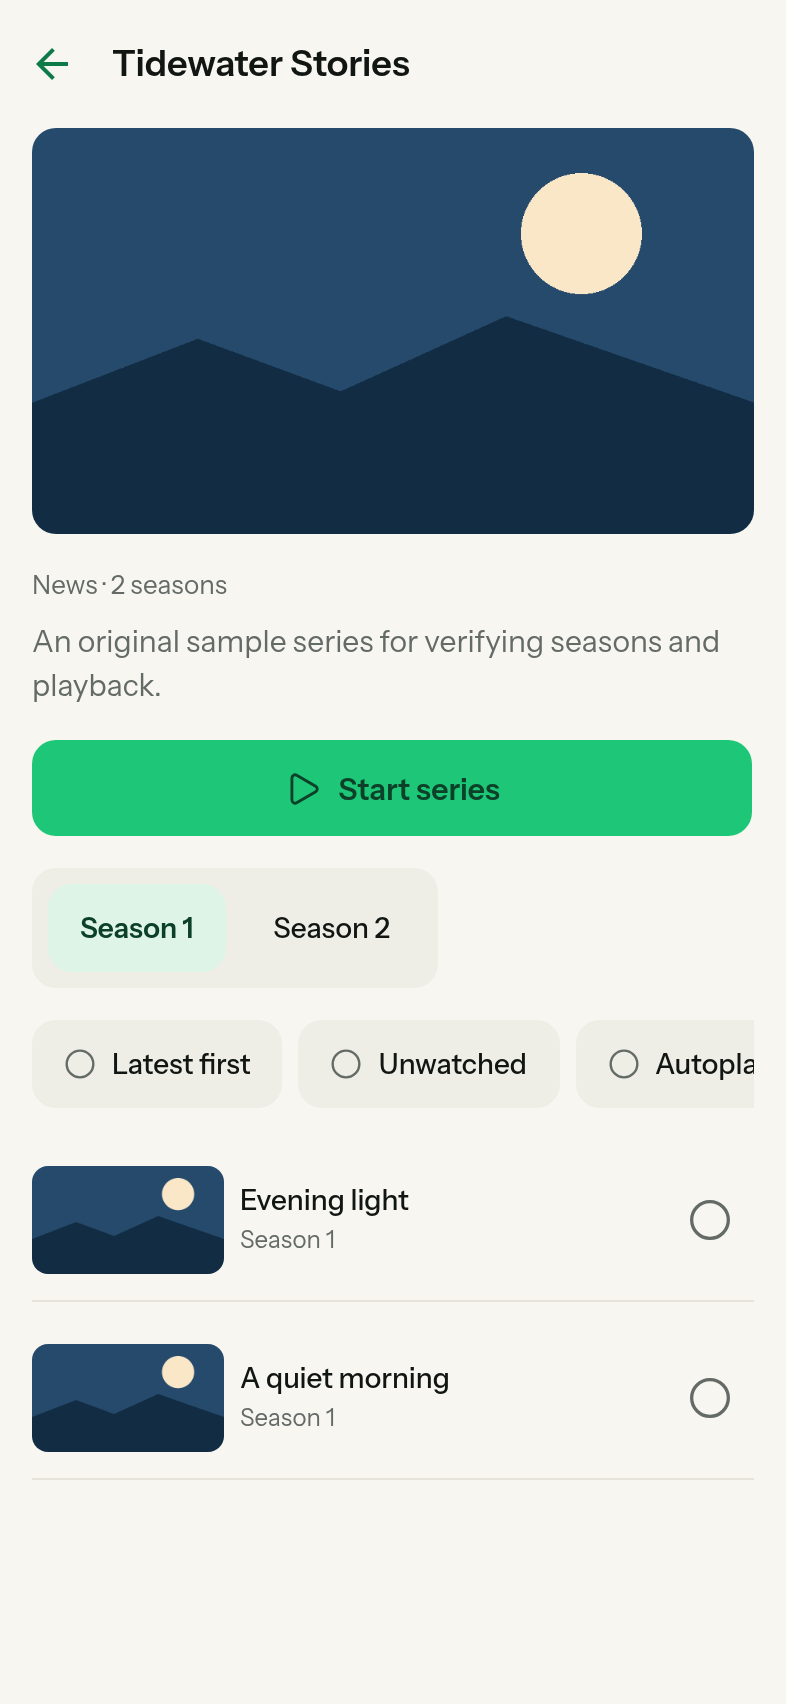 Tidewater Stories
News · 2 seasons
An original sample series for verifying seasons and
playback.
Start series
Season 1
Season 2
Latest first
Unwatched
Autopla
Evening light
Season 1
A quiet morning
Season 1